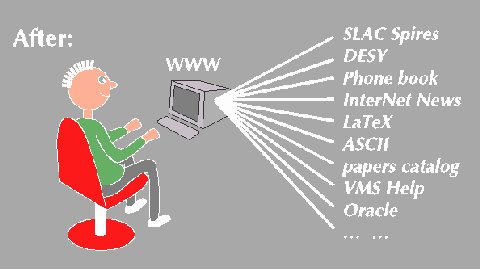 After:
WWW
SLAC Spires
DESY
Phone book
InterNet News
LaTeX
ASCII
papers catalog
VMS Help
Oracle
... ...